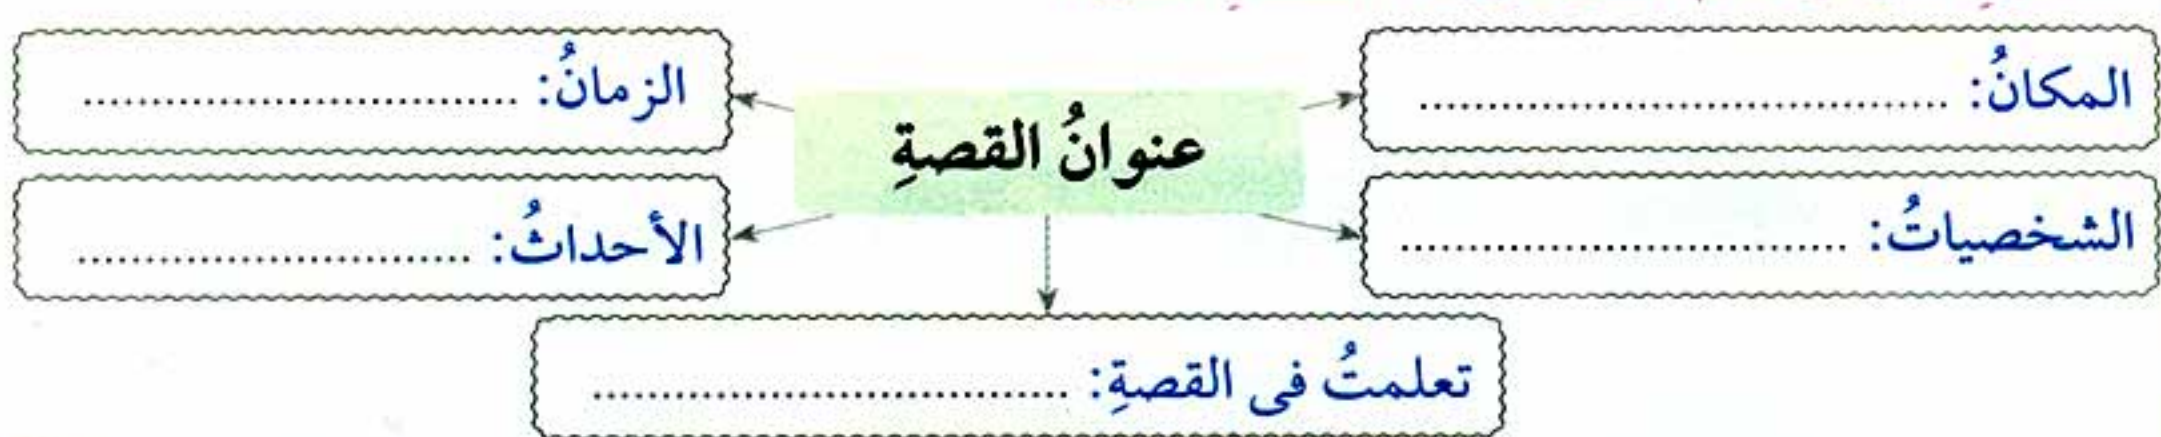 المكانُ: ......................................
الزمانُ: ................................
عنوانُ القصةِ
الشخصياتُ: ................................
الأحداثُ: .............................
تعلمتُ فى القصةِ: ...................................